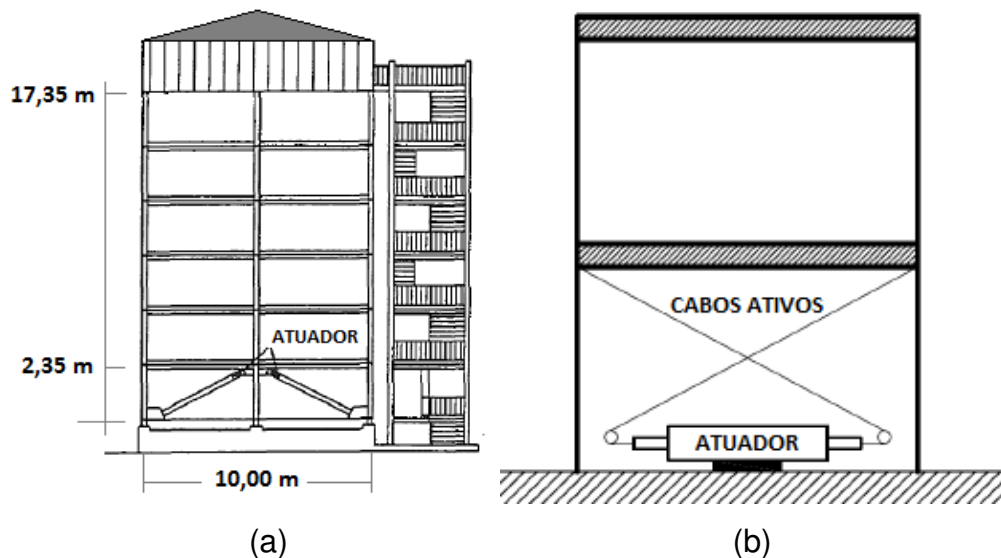 17,35 m
ATUADOR
2,35 m
10,00 m
(a)
CABOS ATIVOS
ATUADOR
(b)